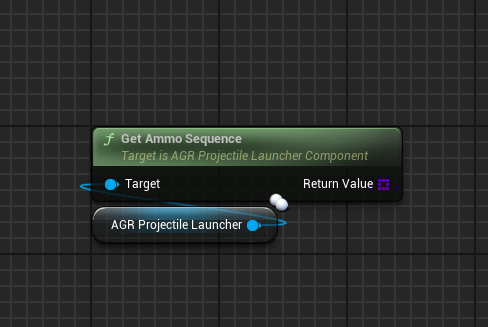 Get Ammo Sequence
Target is AGR Projectile Launcher Component
Target
Return Value
AGR Projectile Launcher